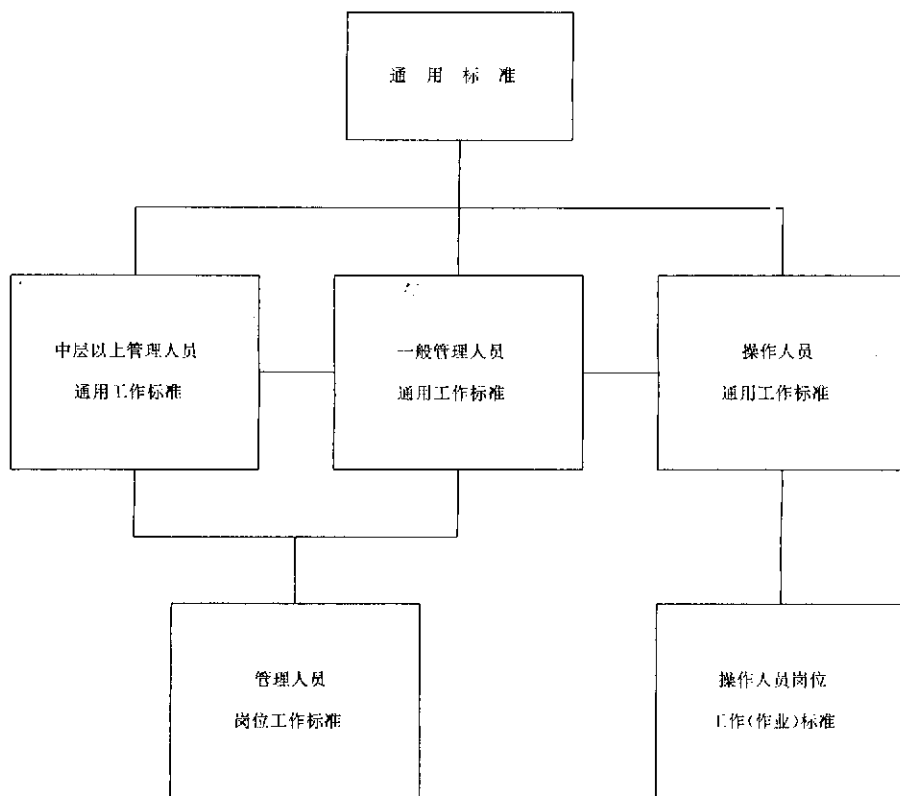 通用标准
中层以上管理人员
通用工作标准
一般管理人员
通用工作标准
操作人员
通用工作标准
管理人员
岗位工作标准
操作人员岗位
工作(作业)标准